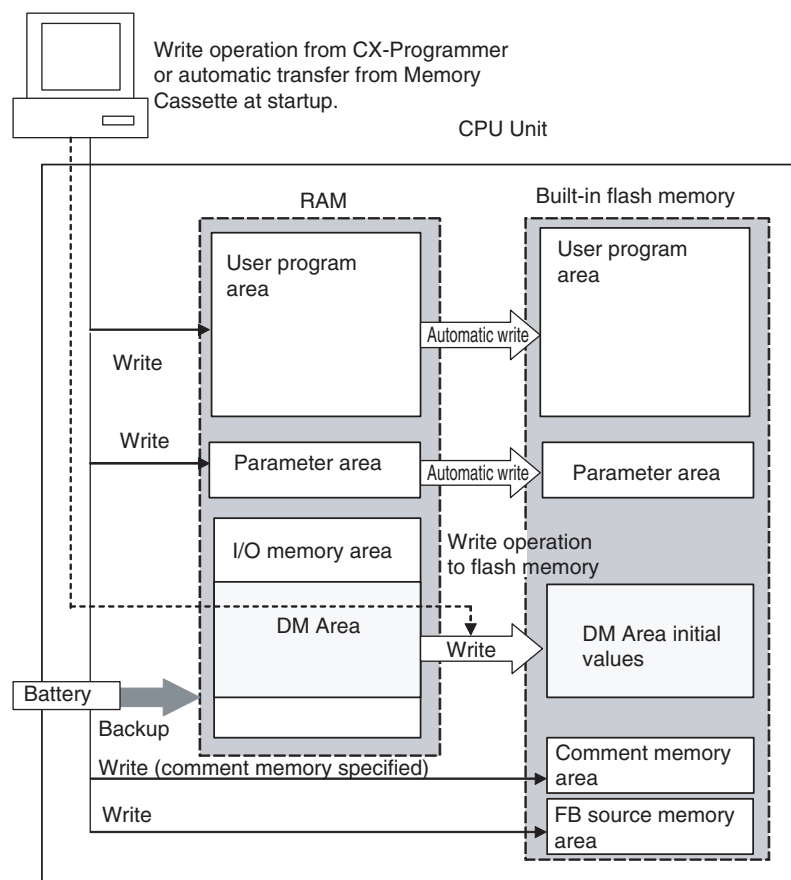 Write operation from CX-Programmer
or automatic transfer from Memory
Cassette at startup.
CPU Unit
RAM
Built-in flash memory
User program
area
User program
area
Automatic write
Write
Write
Parameter area
Automatic write
Parameter area
I/O memory area
Write operation
to flash memory
DM Area
Write
DM Area initial
values
Battery
Backup
Write (comment memory specified)
Comment memory
area
Write
FB source memory
area